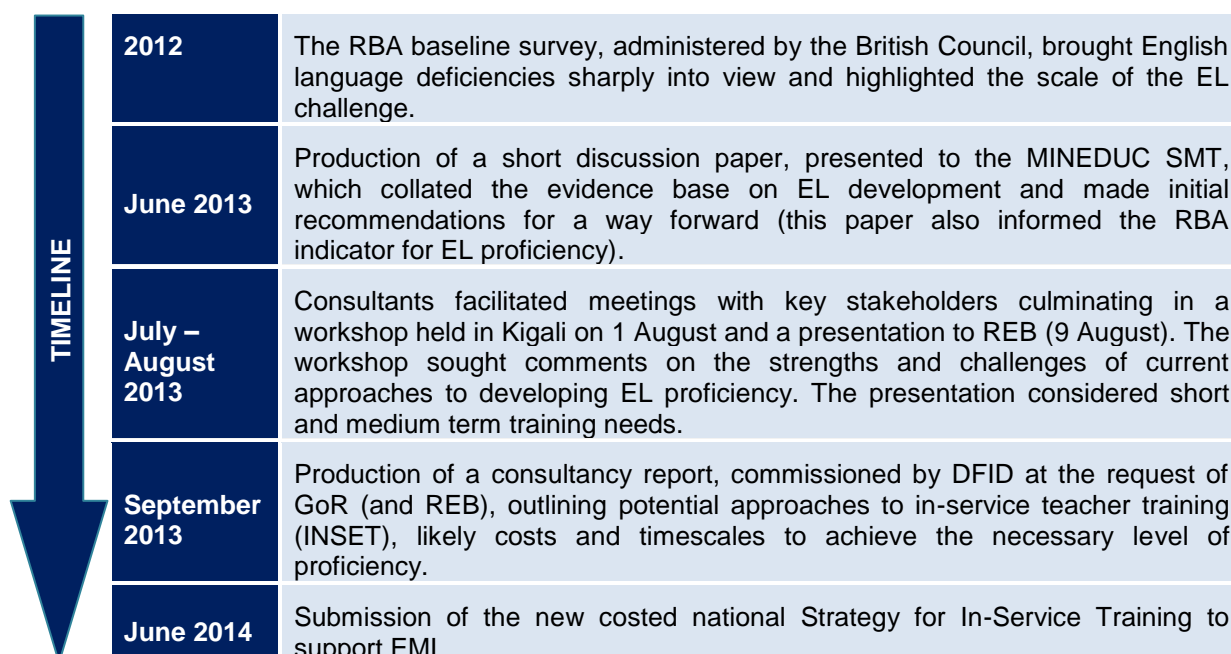 TIMELINE
2012
The RBA baseline survey, administered by the British Council, brought English
language deficiencies sharply into view and highlighted the scale of the EL
challenge.
June 2013
Production of a short discussion paper, presented to the MINEDUC SMT,
which collated the evidence base on EL development and made initial
recommendations for a way forward (this paper also informed the RBA
indicator for EL proficiency).
July –
August
2013
Consultants facilitated meetings with key stakeholders culminating in a
workshop held in Kigali on 1 August and a presentation to REB (9 August). The
workshop sought comments on the strengths and challenges of current
approaches to developing EL proficiency. The presentation considered short
and medium term training needs.
September
2013
Production of a consultancy report, commissioned by DFID at the request of
GoR (and REB), outlining potential approaches to in-service teacher training
(INSET), likely costs and timescales to achieve the necessary level of
proficiency.
June 2014
Submission of the new costed national Strategy for In-Service Training to
support EMI